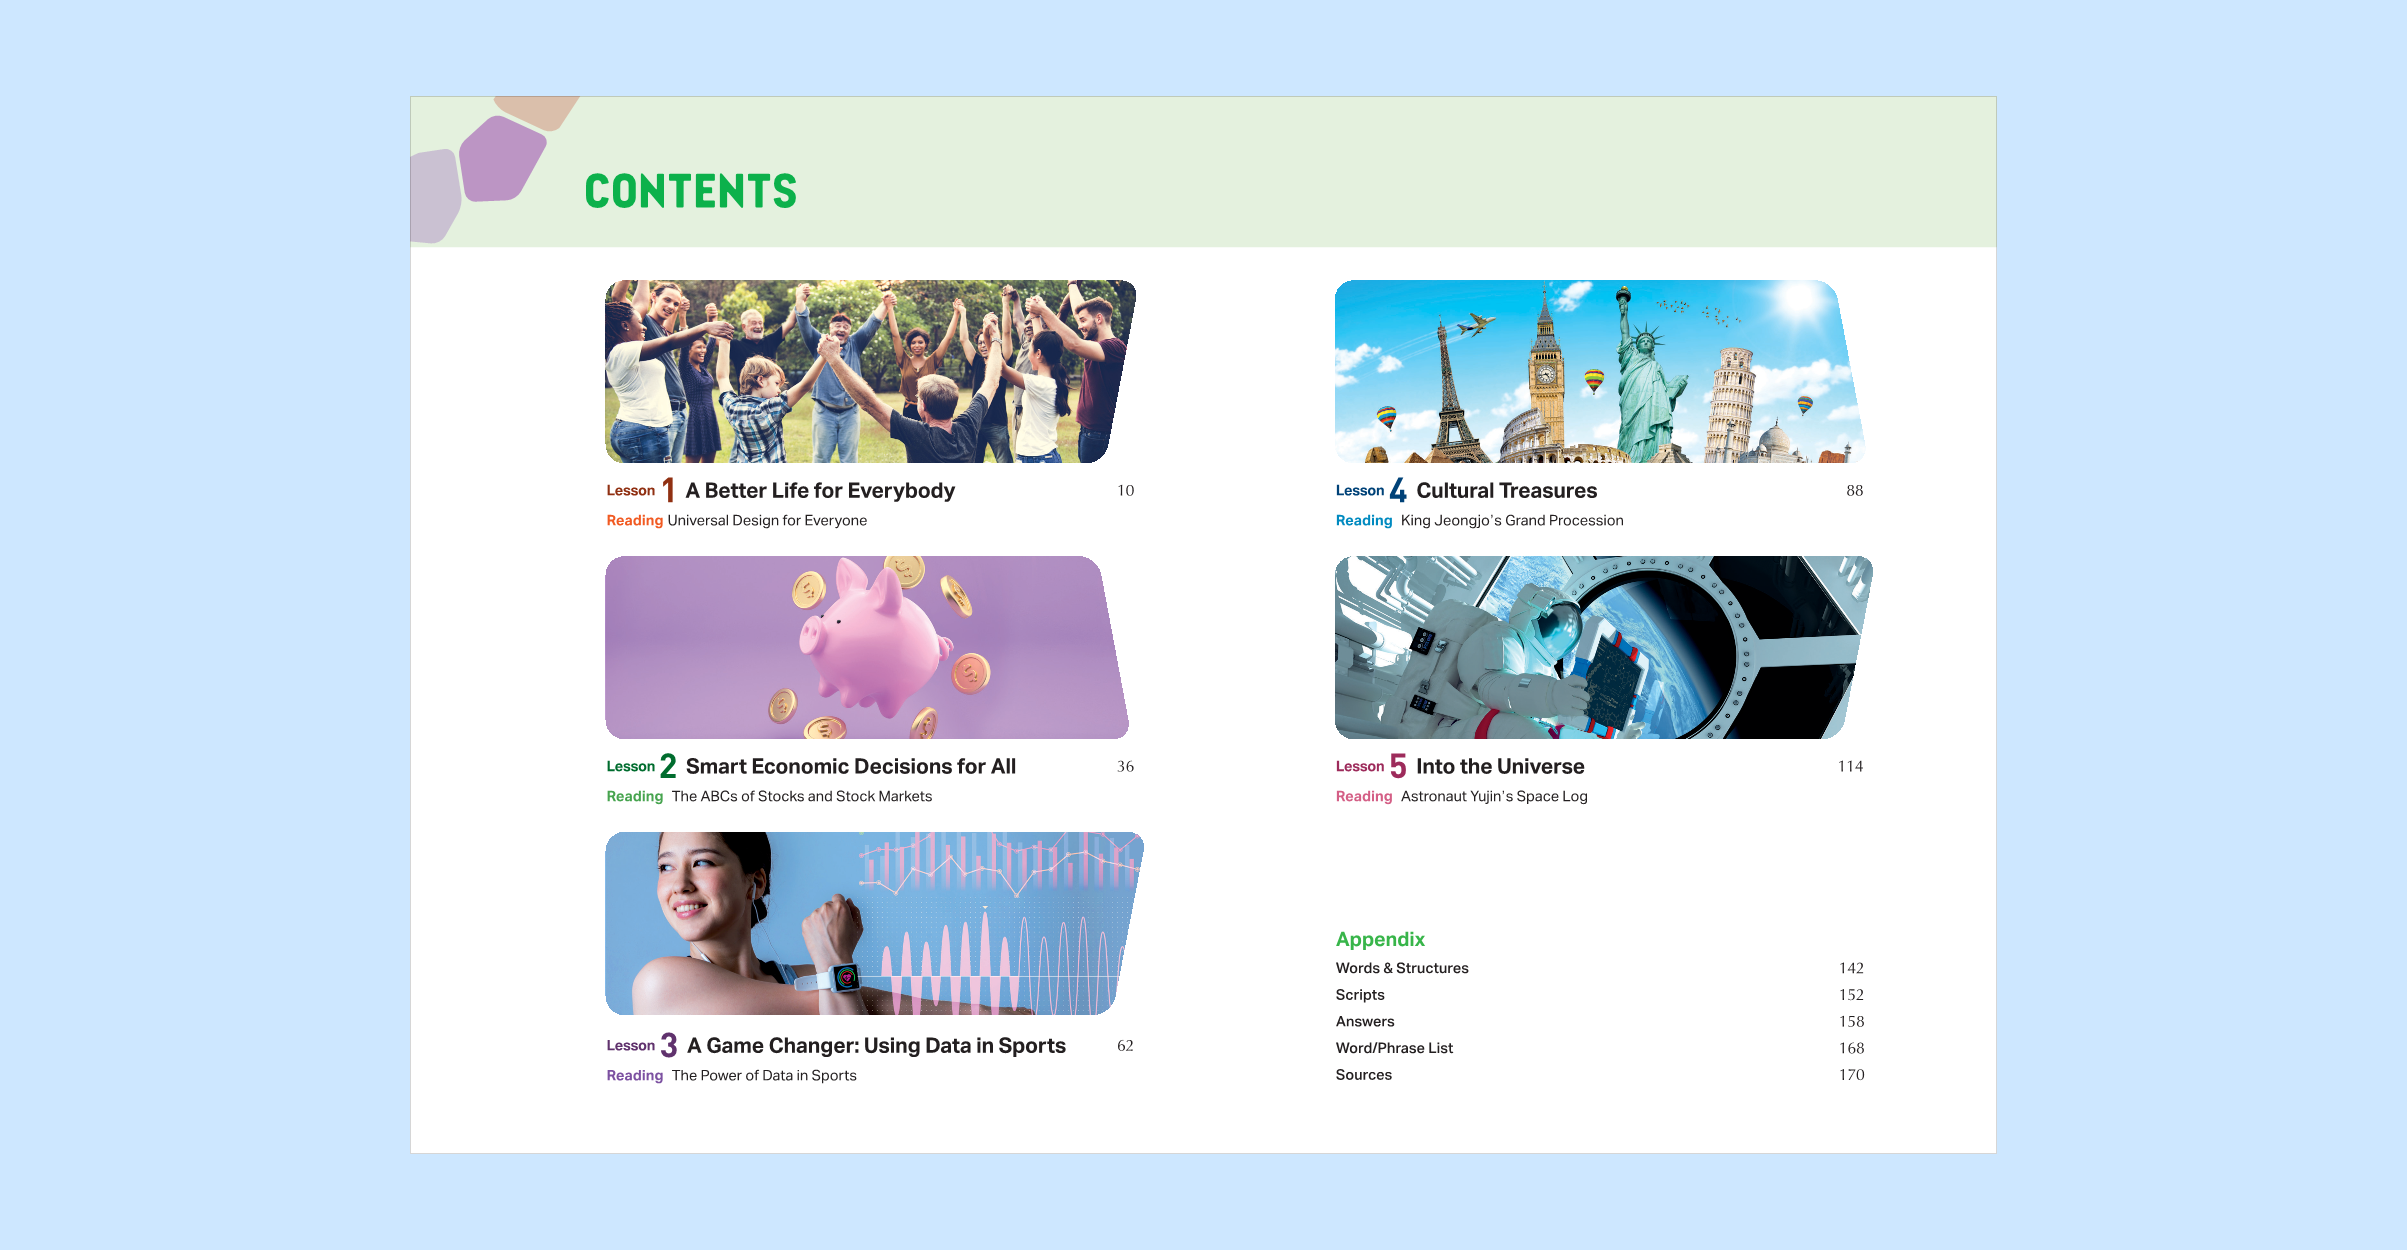 CONTENTS
Lesson 1 A Better Life for Everybody 10
Reading Universal Design for Everyone
Lesson 2 Smart Economic Decisions for All 36
Reading The ABCs of Stocks and Stock Markets
Lesson 3 A Game Changer: Using Data in Sports 62
Reading The Power of Data in Sports
Lesson 4 Cultural Treasures 88
Reading King Jeongjo's Grand Procession
Lesson 5 Into the Universe 114
Reading Astronaut Yujin's Space Log
Appendix
Words & Structures 142
Scripts 152
Answers 158
Word/Phrase List 168
Sources 170